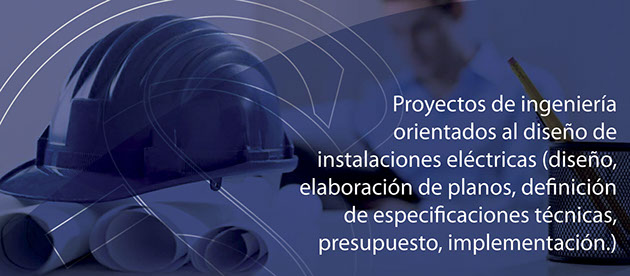 Proyectos de ingeniería
orientados al diseño de
instalaciones eléctricas (diseño,
elaboración de planos, definición
de especificaciones técnicas,
presupuesto, implementación.)